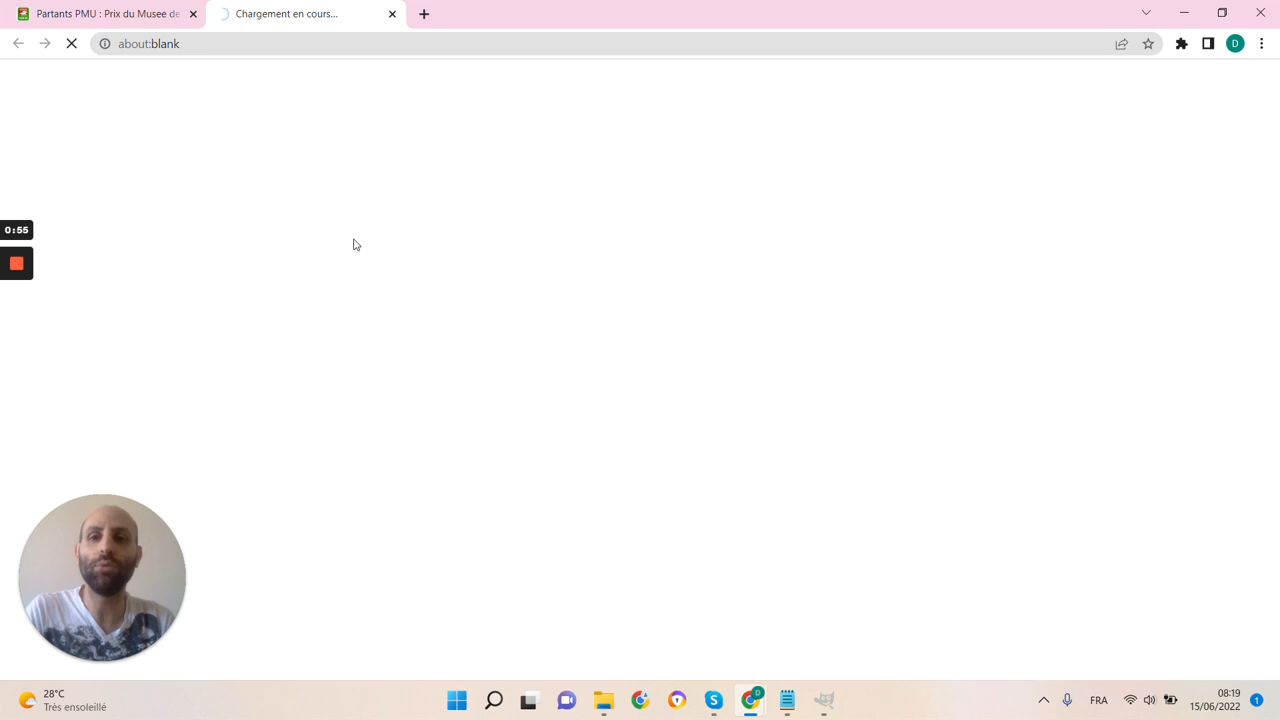 Partants PMU : Prix du Musee de
Chargement en cours...
about:blank
D
0:55
28°C
Très ensoleillé
D
FRA
08:19
15/06/2022
1